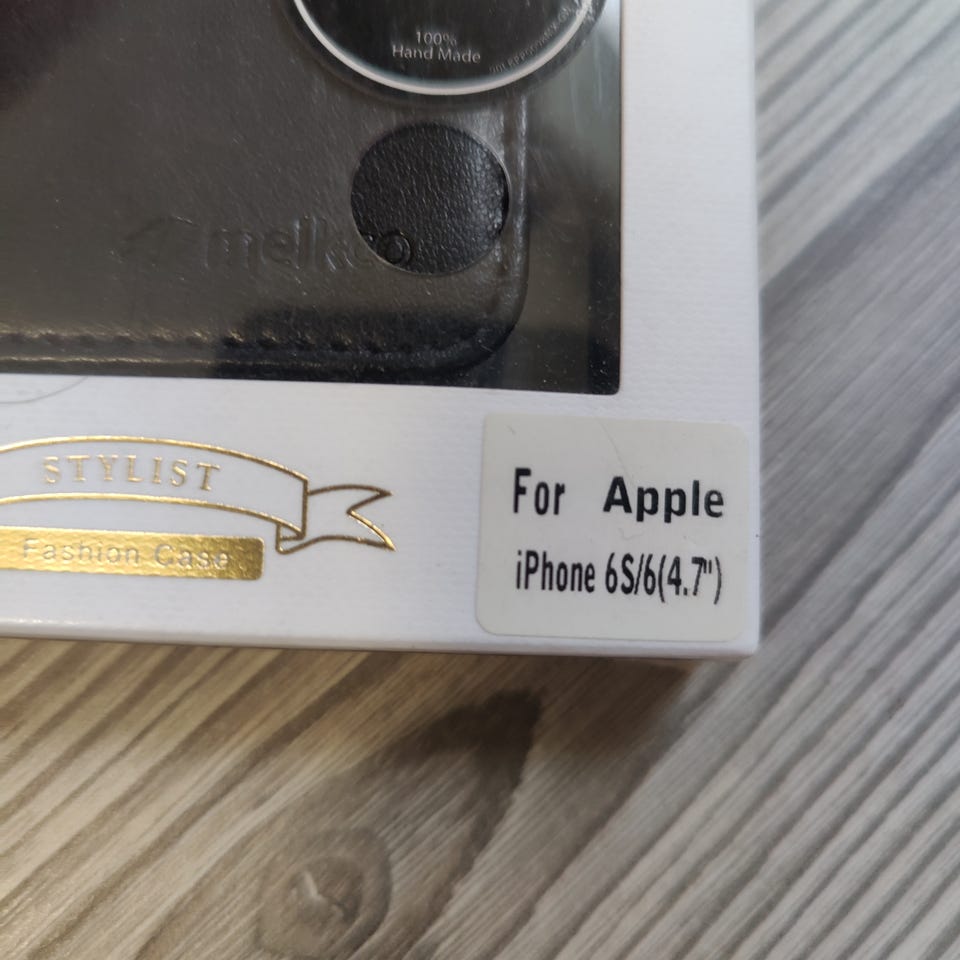 100%
Hand Made
melkco
STYLIST
Fashion Case
For Apple
iPhone 6S/6(4.7")